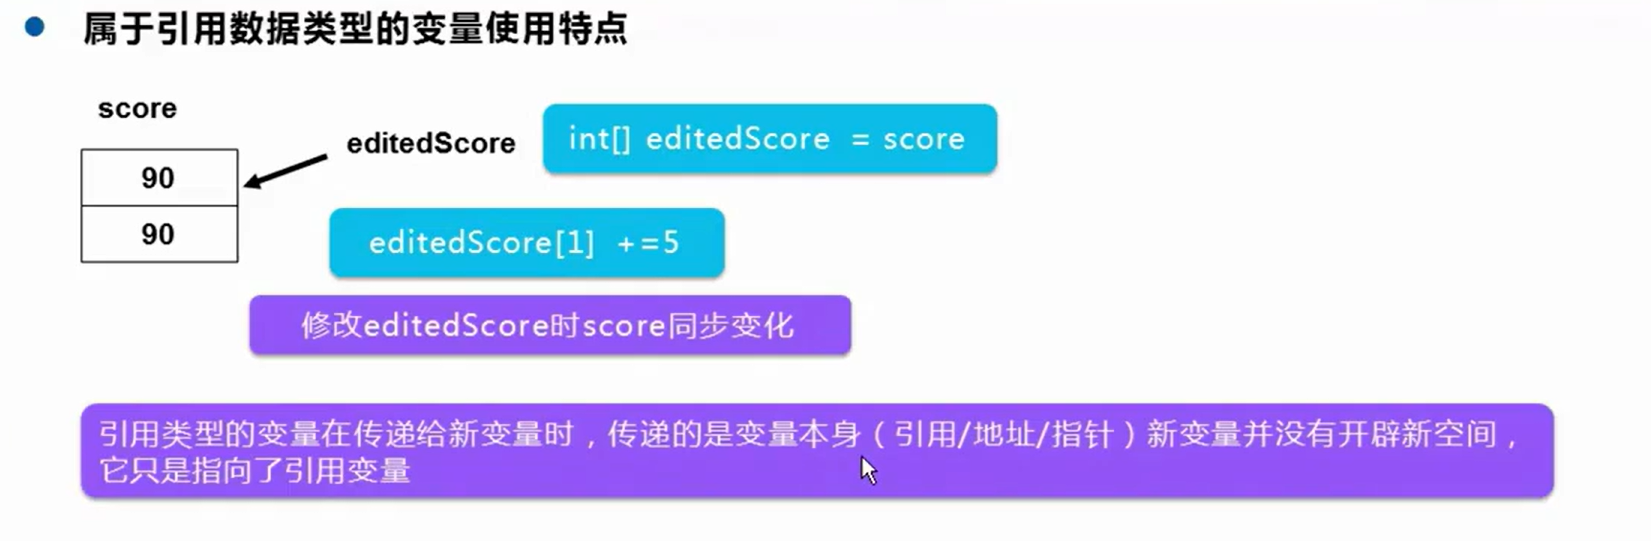 属于引用数据类型的变量使用特点
score
editedScore
int[] editedScore = score
90
90
editedScore[1] +=5
修改editedScore时score同步变化
引用类型的变量在传递给新变量时，传递的是变量本身（引用/地址/指针）新变量并没有开辟新空间，
它只是指向了引用变量